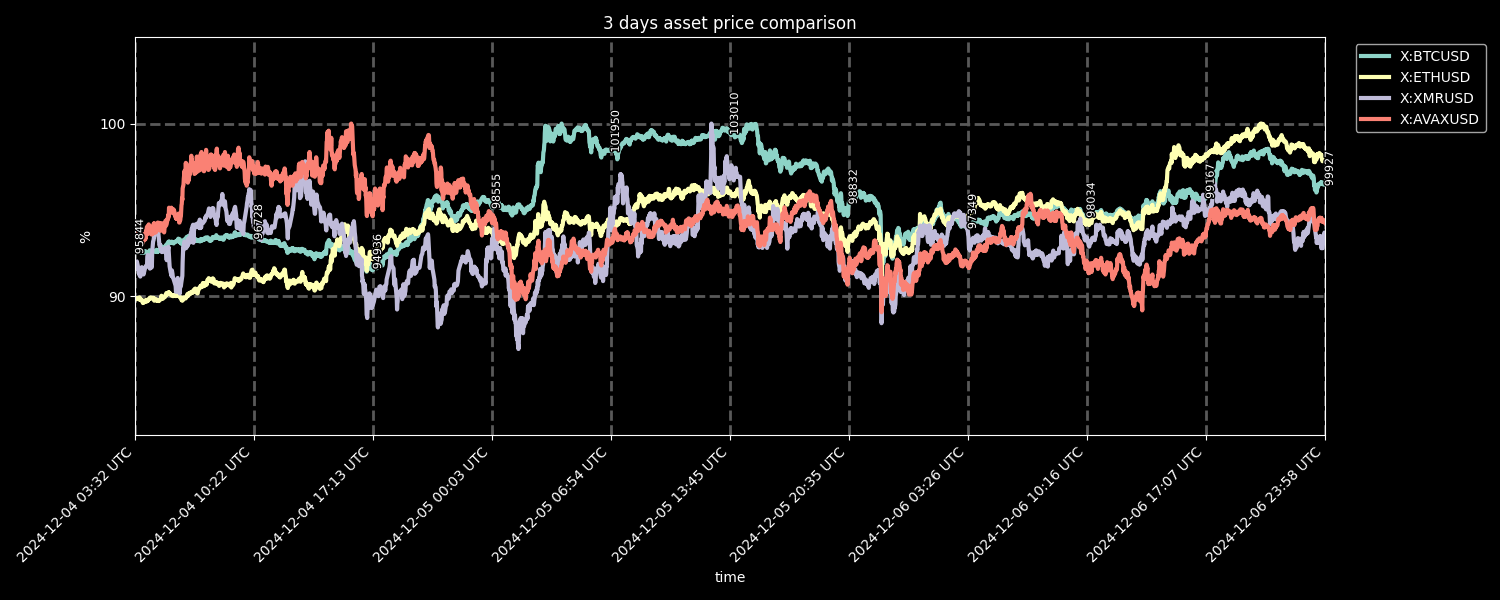 3 days asset price comparison
X:BTCUSD
X:ETHUSD
X:XMRUSD
X:AVAXUSD
100
90
%
95844
96728
94936
98555
101950
103010
98832
97349
98034
99167
99927
2024-12-04 03:32 UTC
2024-12-04 10:22 UTC
2024-12-04 17:13 UTC
2024-12-05 00:03 UTC
2024-12-05 06:54 UTC
2024-12-05 13:45 UTC
2024-12-05 20:35 UTC
2024-12-06 03:26 UTC
2024-12-06 10:16 UTC
2024-12-06 17:07 UTC
2024-12-06 23:58 UTC
time